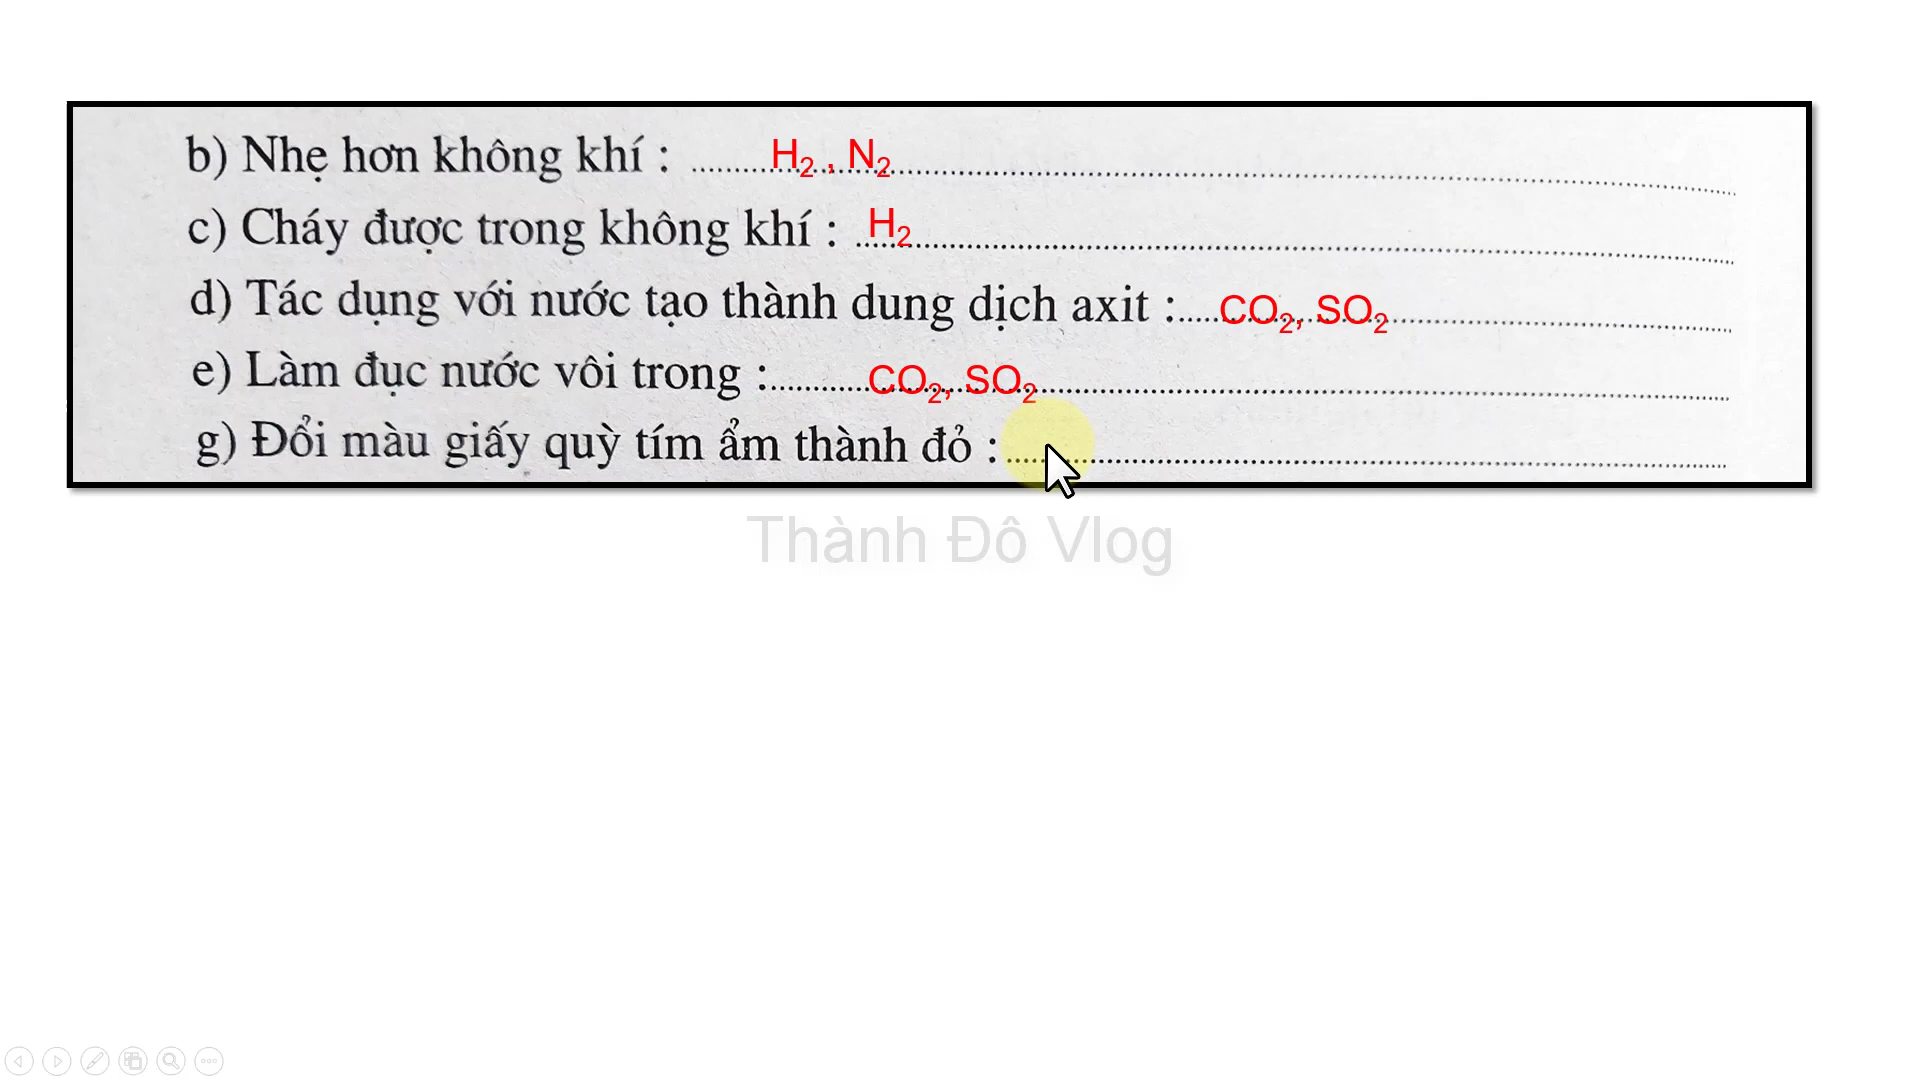 b) Nhẹ hơn không khí : H₂ , N₂
c) Cháy được trong không khí : H₂
d) Tác dụng với nước tạo thành dung dịch axit : CO₂, SO₂
e) Làm đục nước vôi trong : CO₂, SO₂
g) Đổi màu giấy quỳ tím ẩm thành đỏ :
Thành Đô Vlog